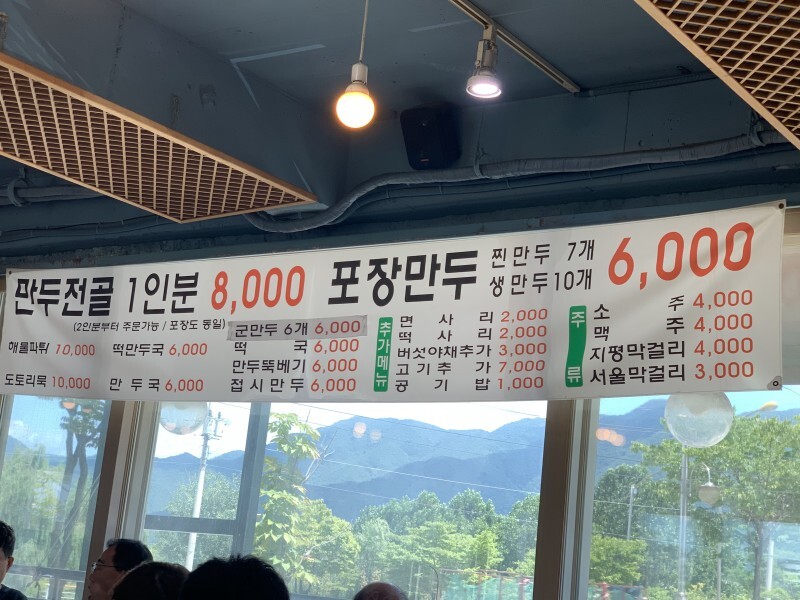 만두전골 1인분 8,000
(2인분부터 주문가능 / 포장도 동일)
해물파전 10,000
도토리묵 10,000
떡만두국 6,000
만두국 6,000
군만두 6개 6,000
떡국 6,000
만두뚝배기 6,000
접시만두 6,000
포장만두 찐만두 7개 생만두 10개 6,000
추가메뉴
면사리 2,000
떡사리 2,000
버섯야채추가 3,000
고기추가 7,000
공기밥 1,000
주류
소주 4,000
맥주 4,000
지평막걸리 4,000
서울막걸리 3,000